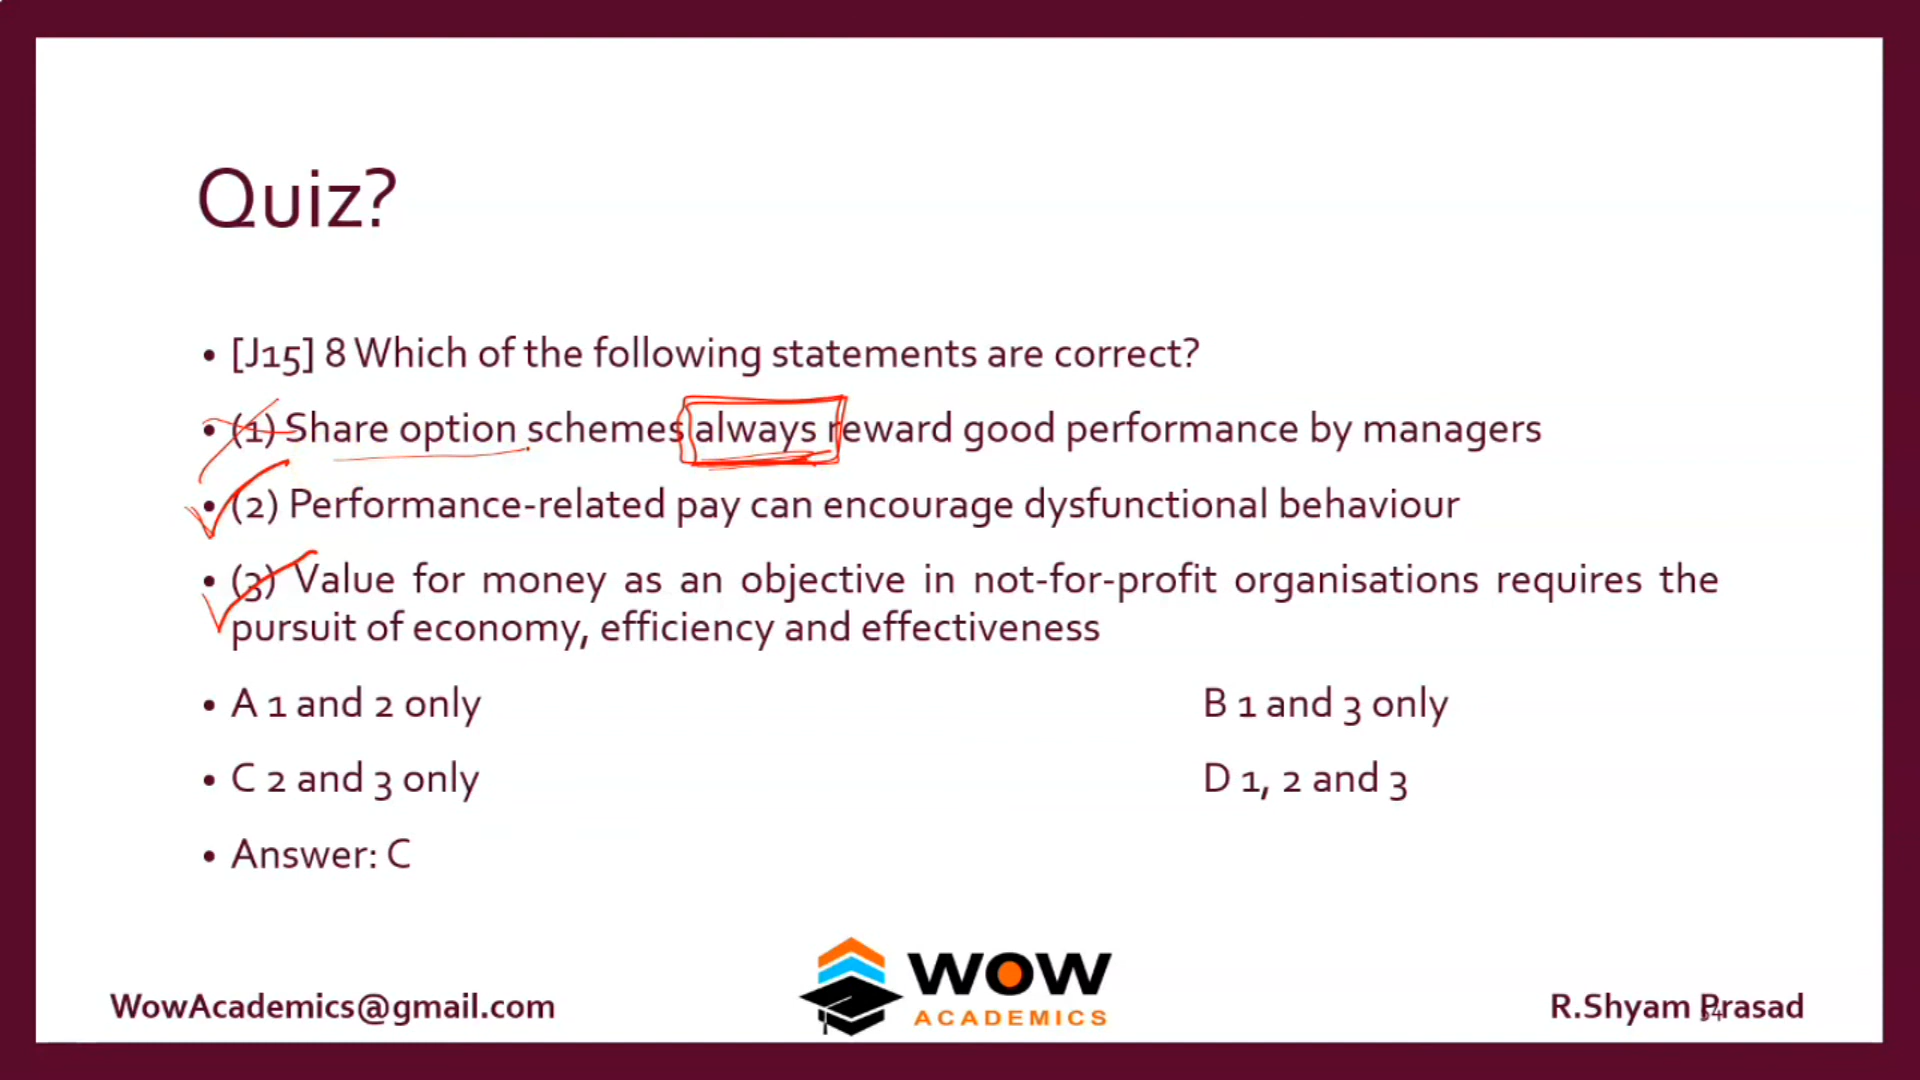 Quiz?
• [J15] 8 Which of the following statements are correct?
• (1) Share option schemes always reward good performance by managers
• (2) Performance-related pay can encourage dysfunctional behaviour
• (3) Value for money as an objective in not-for-profit organisations requires the
pursuit of economy, efficiency and effectiveness
• A 1 and 2 only B 1 and 3 only
• C 2 and 3 only D 1, 2 and 3
• Answer: C
WowAcademics@gmail.com
WOW
ACADEMICS
R.Shyam Prasad
54